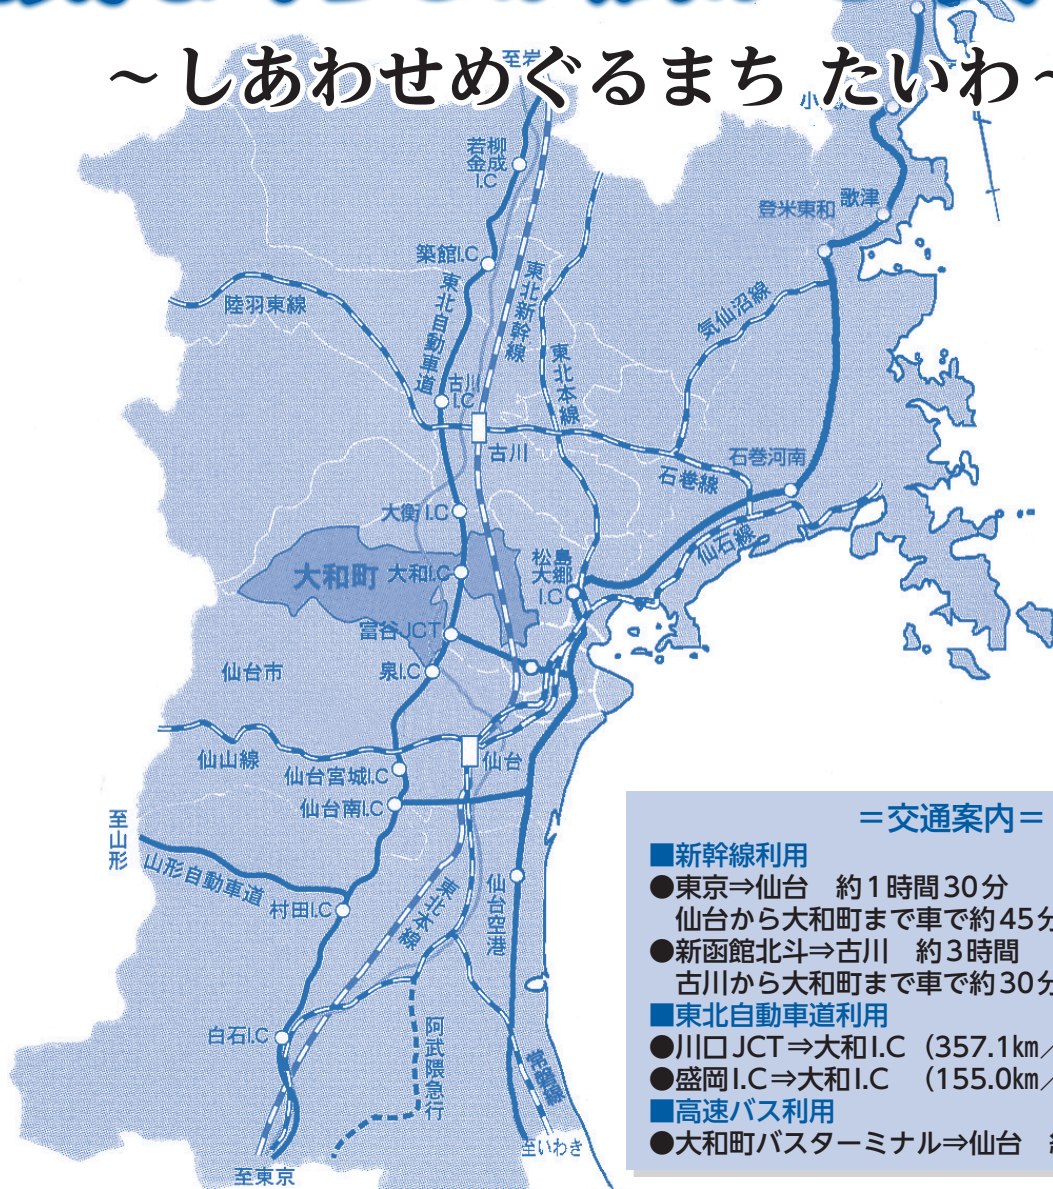 ～しあわせめぐるまち たいわ～
至岩
小
若柳
金成
I.C
歌津
登米東和
築館I.C
東北自動車道
東北新幹線
陸羽東線
気仙沼線
東北本線
古川
I.C
古川
石巻河南
石巻線
大衡I.C
仙石線
松島
大郷
I.C
大和町
大和I.C
富谷JCT
仙台市
泉I.C
仙山線
仙台
仙台宮城I.C
仙台南I.C
至山形
山形自動車道
村田I.C
東北本線
仙台空港
白石I.C
阿武隈急行
常磐線
至いわき
至東京
＝交通案内＝
■新幹線利用
●東京⇒仙台 約1時間30分
仙台から大和町まで車で約45分
●新函館北斗⇒古川 約3時間
古川から大和町まで車で約30分
■東北自動車道利用
●川口JCT⇒大和I.C （357.1㎞／
●盛岡I.C⇒大和I.C （155.0㎞／
■高速バス利用
●大和町バスターミナル⇒仙台